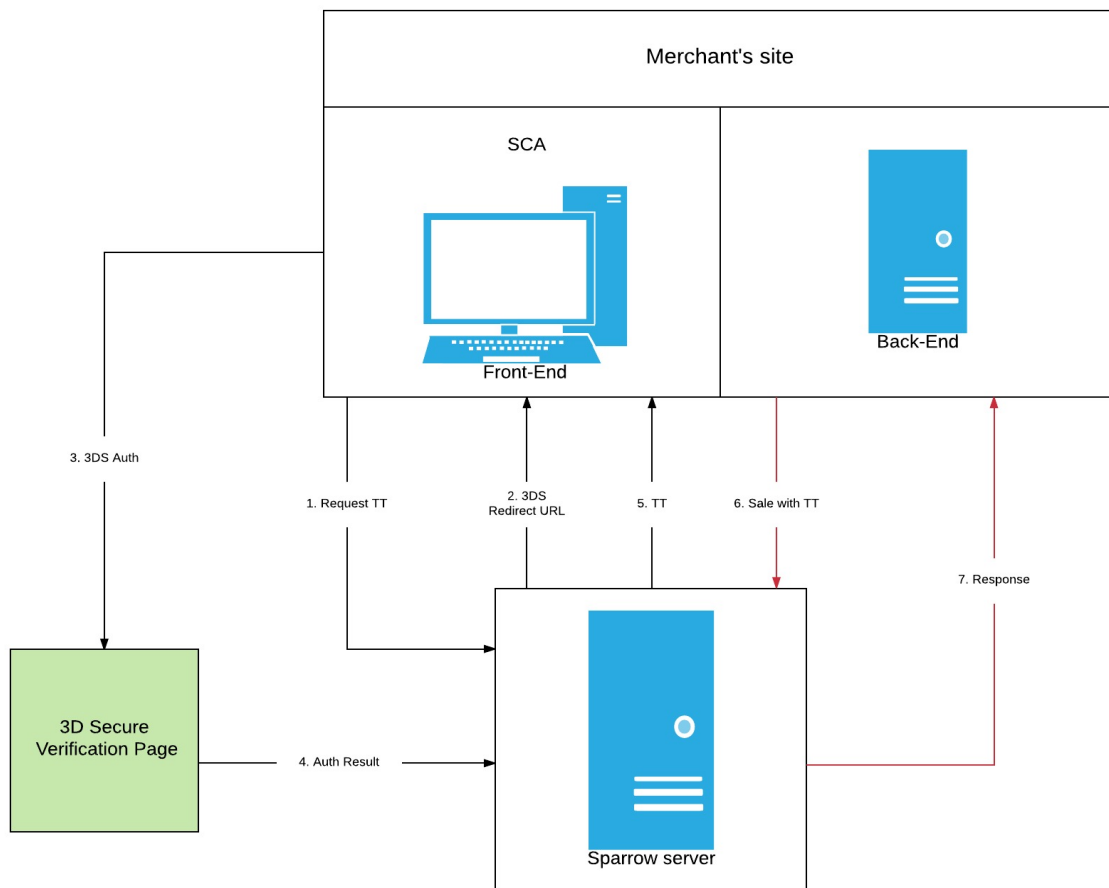 Merchant's site
SCA
Front-End
Back-End
3. 3DS Auth
1. Request TT
2. 3DS
Redirect URL
5. TT
6. Sale with TT
7. Response
3D Secure
Verification Page
4. Auth Result
Sparrow server